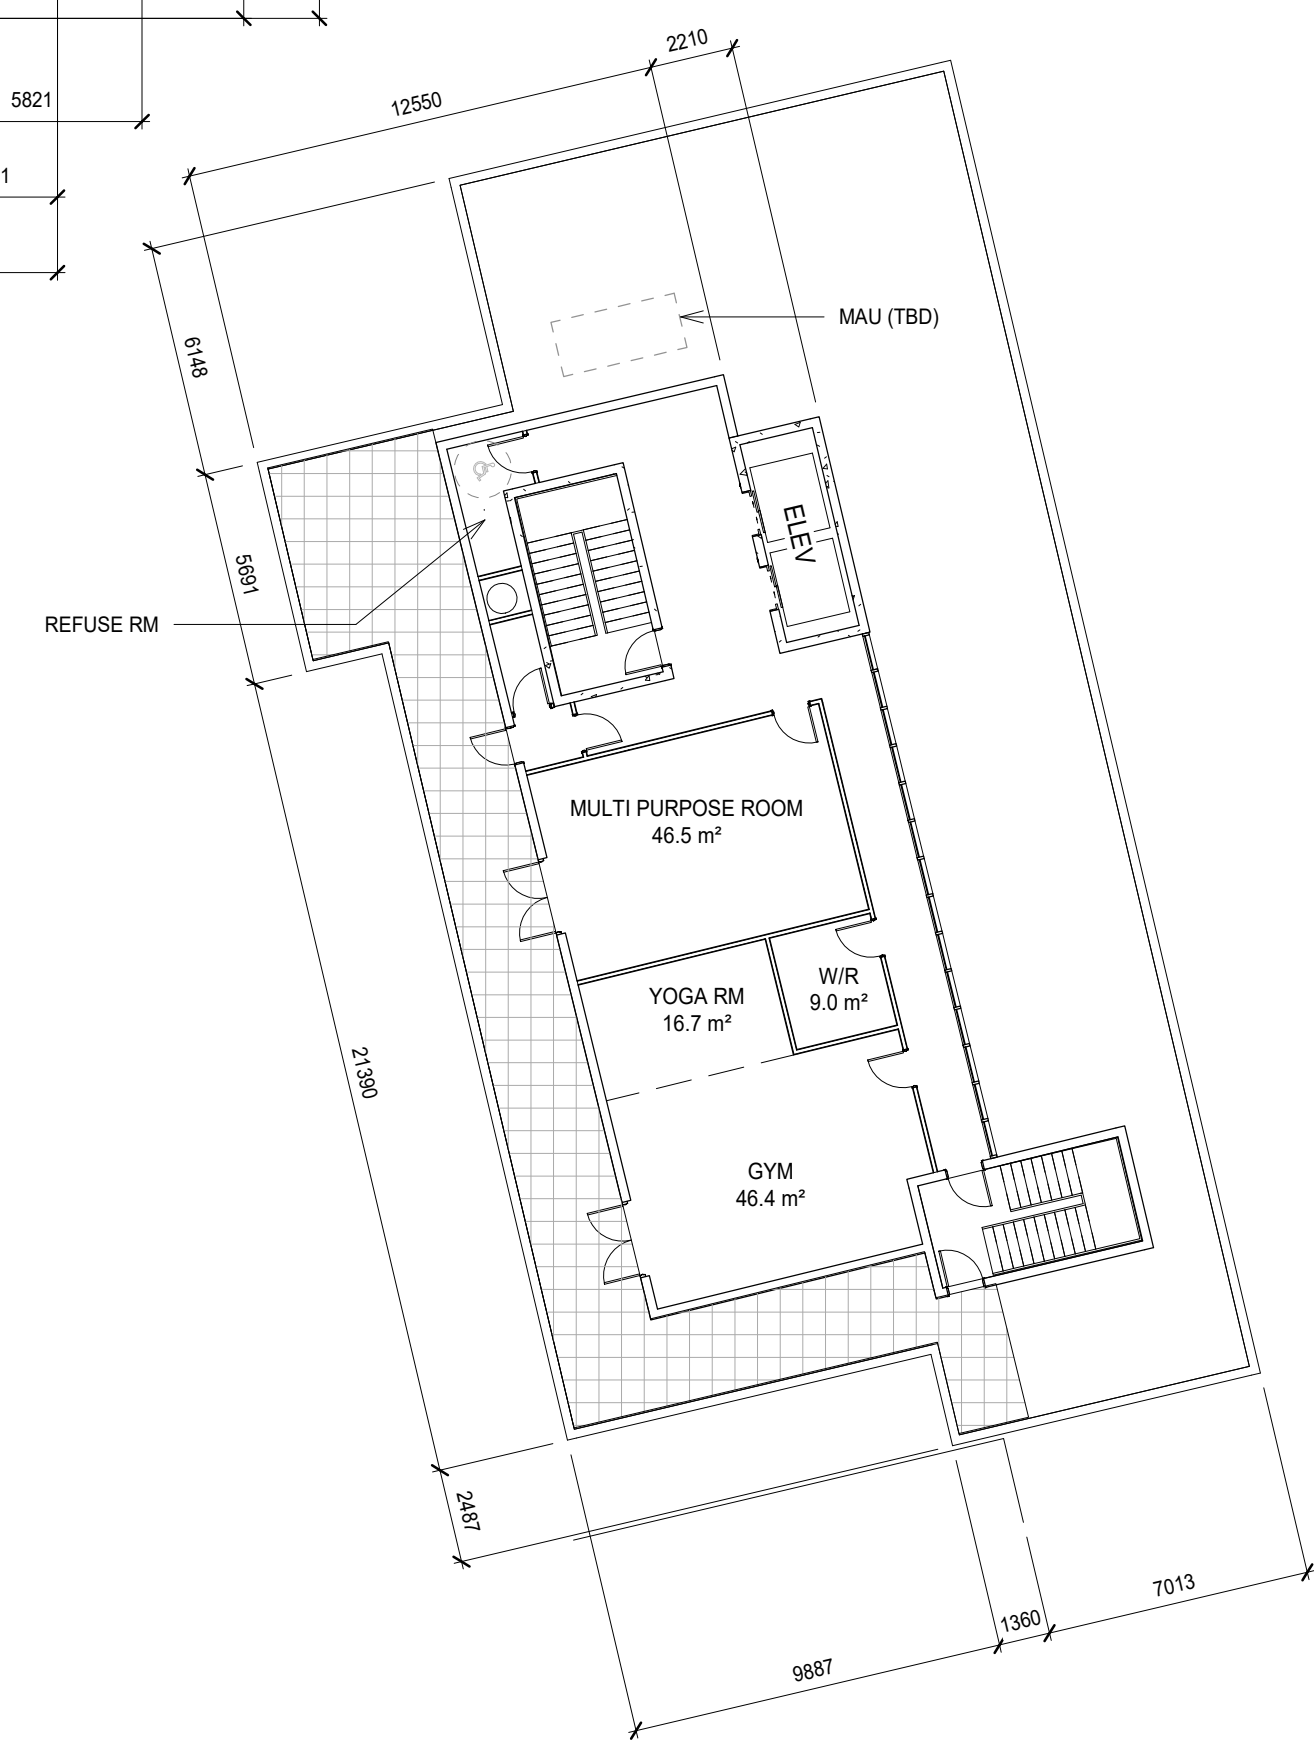 2210
12550
5821
1
MAU (TBD)
6148
ELEV
5691
REFUSE RM
MULTI PURPOSE ROOM
46.5 m²
YOGA RM
16.7 m²
W/R
9.0 m²
21390
GYM
46.4 m²
2487
7013
1360
9887